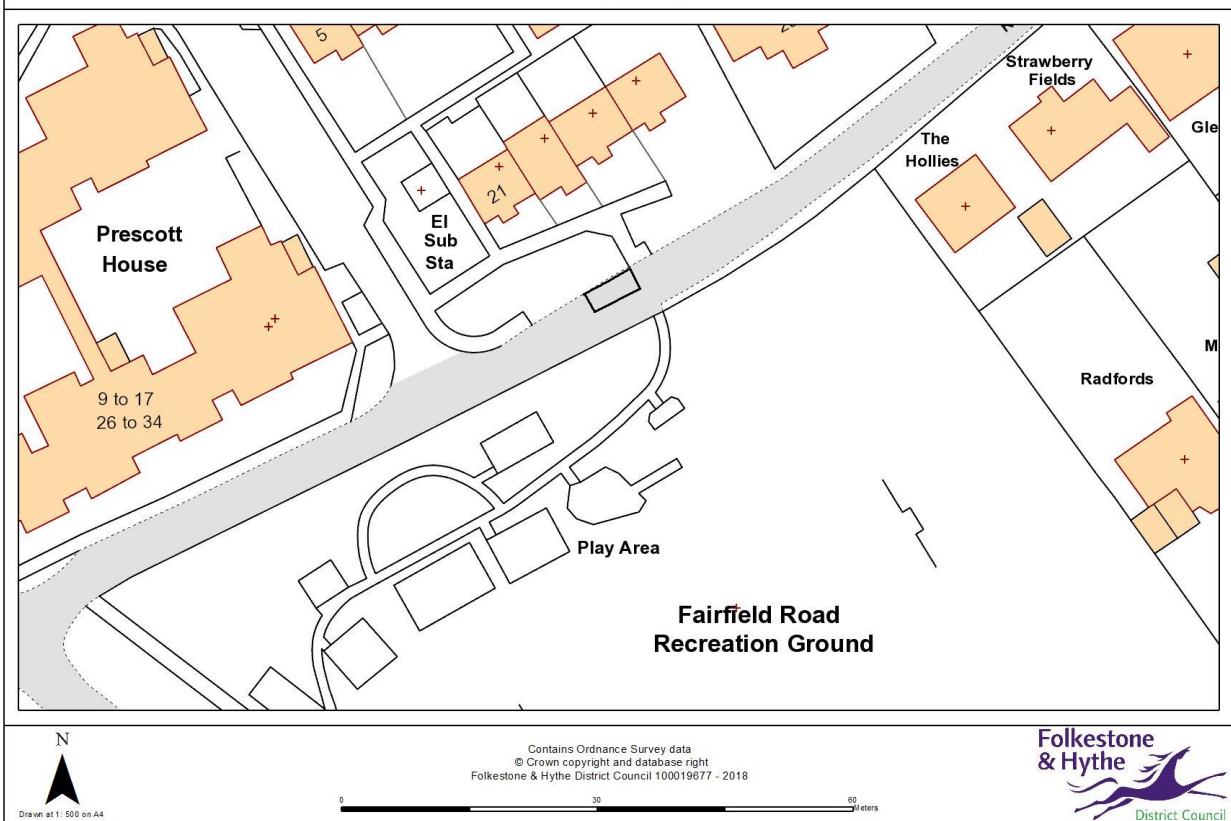 5
Strawberry
Fields
The
Hollies
Gle
21
El
Sub
Sta
Prescott
House
M
Radfords
9 to 17
26 to 34
Play Area
Fairfield Road
Recreation Ground
N
Drawn at 1: 500 on A4
Contains Ordnance Survey data
© Crown copyright and database right
Folkestone & Hythe District Council 100019677 - 2018
0 30 60
Meters
Folkestone
& Hythe
District Council